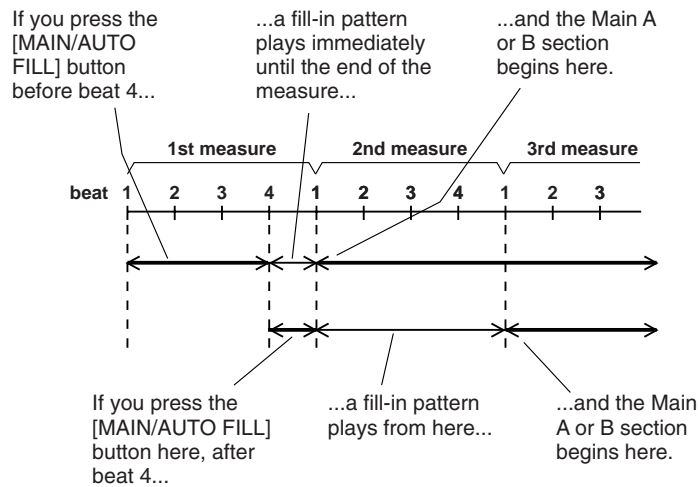 If you press the
[MAIN/AUTO
FILL] button
before beat 4...
...a fill-in pattern
plays immediately
until the end of the
measure...
...and the Main A
or B section
begins here.
1st measure 2nd measure 3rd measure
beat 1 2 3 4 1 2 3 4 1 2 3
If you press the
[MAIN/AUTO FILL]
button here, after
beat 4...
...a fill-in pattern
plays from here...
...and the Main
A or B section
begins here.